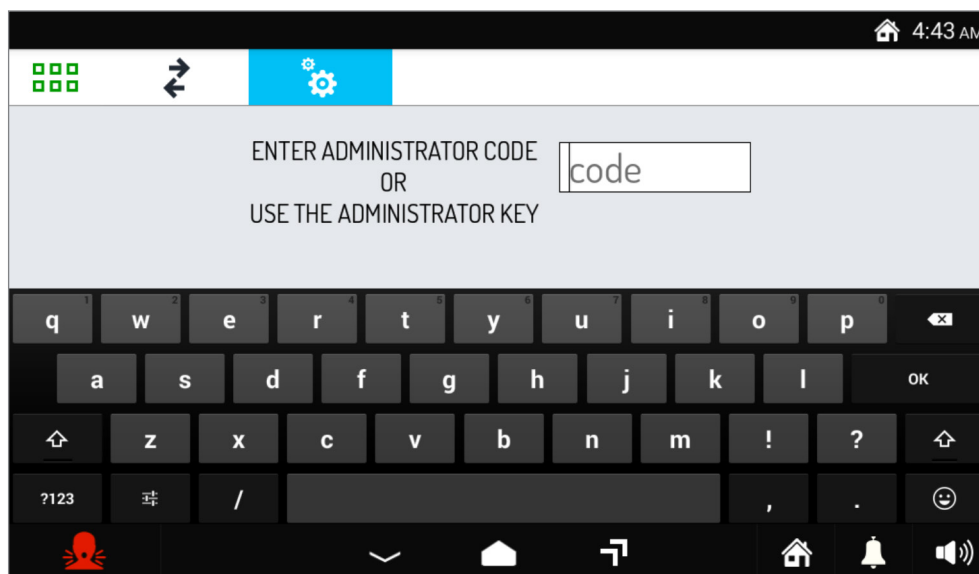 4:43 AM
ENTER ADMINISTRATOR CODE
OR
USE THE ADMINISTRATOR KEY
code
1 2 3 4 5 6 7 8 9 0
q w e r t y u i o p
a s d f g h j k l OK
z x c v b n m ! ?
?123 / , .